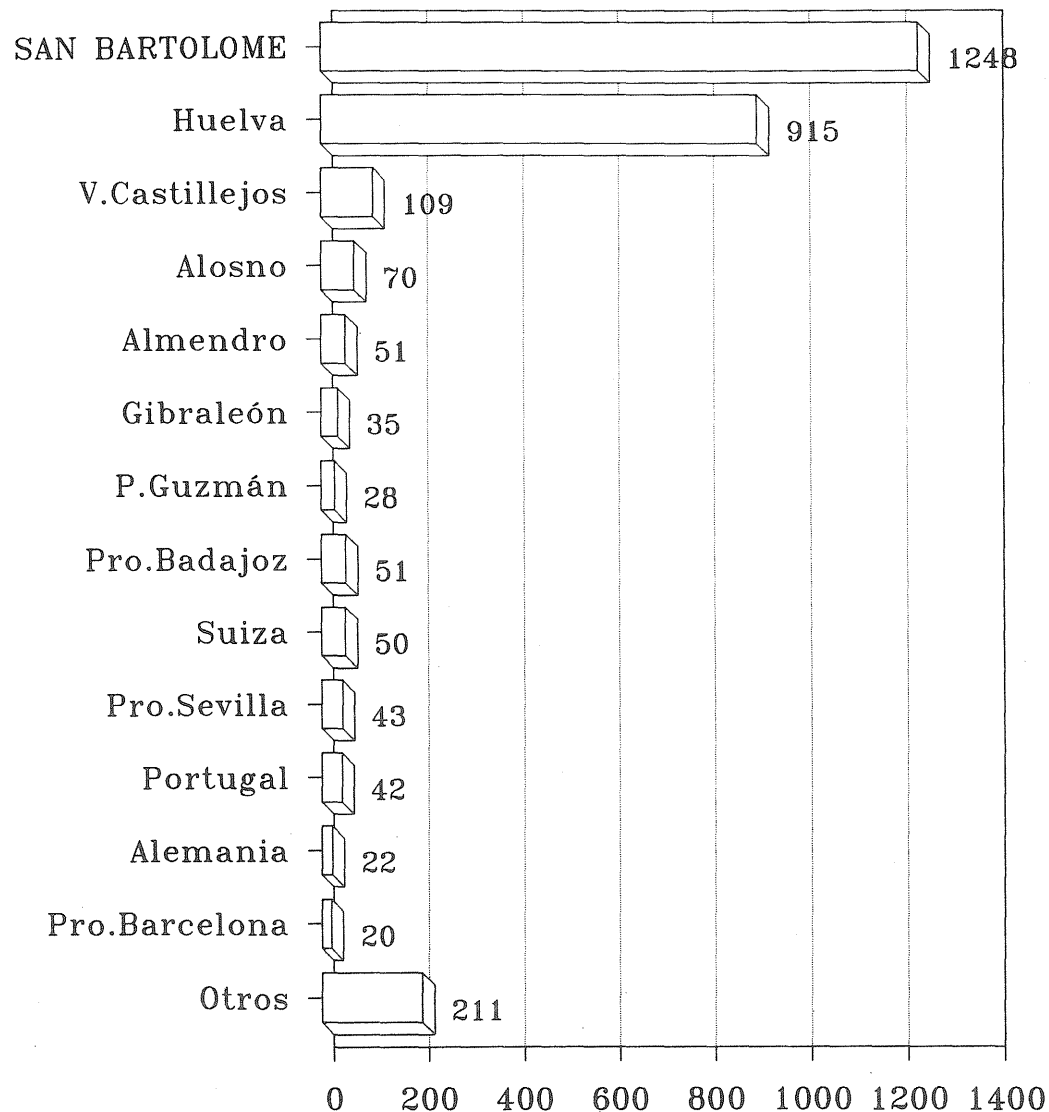 SAN BARTOLOME 1248
Huelva 915
V.Castillejos 109
Alosno 70
Almendro 51
Gibraleón 35
P.Guzmán 28
Pro.Badajoz 51
Suiza 50
Pro.Sevilla 43
Portugal 42
Alemania 22
Pro.Barcelona 20
Otros 211
0 200 400 600 800 1000 1200 1400